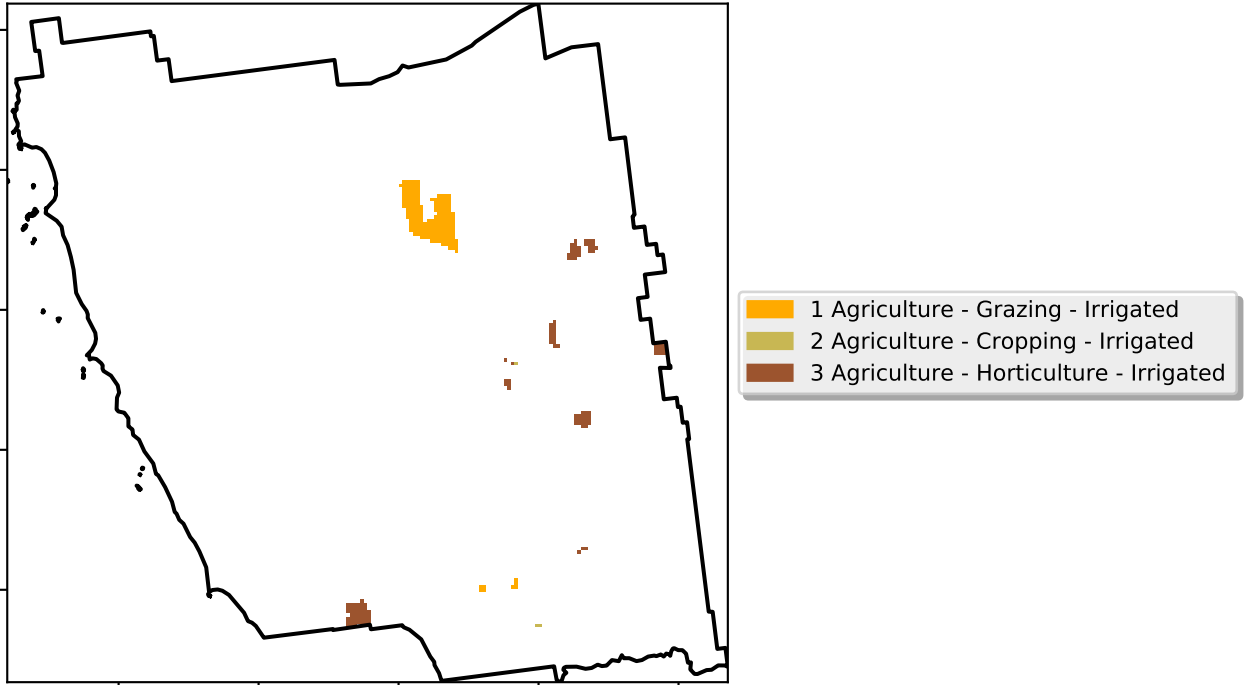 1 Agriculture - Grazing - Irrigated
2 Agriculture - Cropping - Irrigated
3 Agriculture - Horticulture - Irrigated